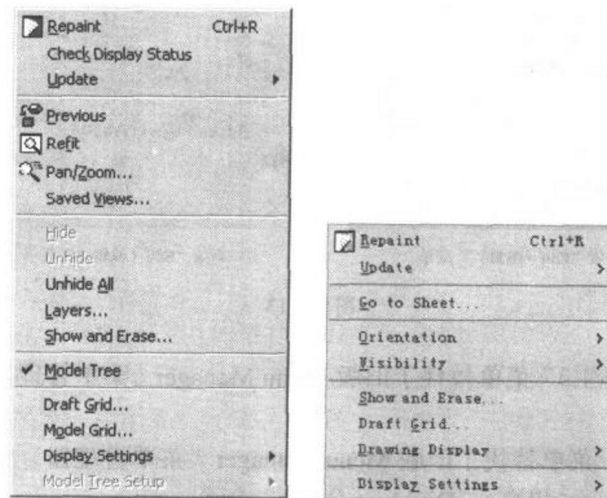 Repaint Ctrl+R
Check Display Status
Update
Previous
Refit
Pan/Zoom...
Saved Views...
Hide
Unhide
Unhide All
Layers...
Show and Erase...
Model Tree
Draft Grid...
Model Grid...
Display Settings
Model Tree Setup
Repaint Ctrl+R
Update
Go to Sheet...
Orientation
Visibility
Show and Erase...
Draft Grid...
Drawing Display
Display Settings